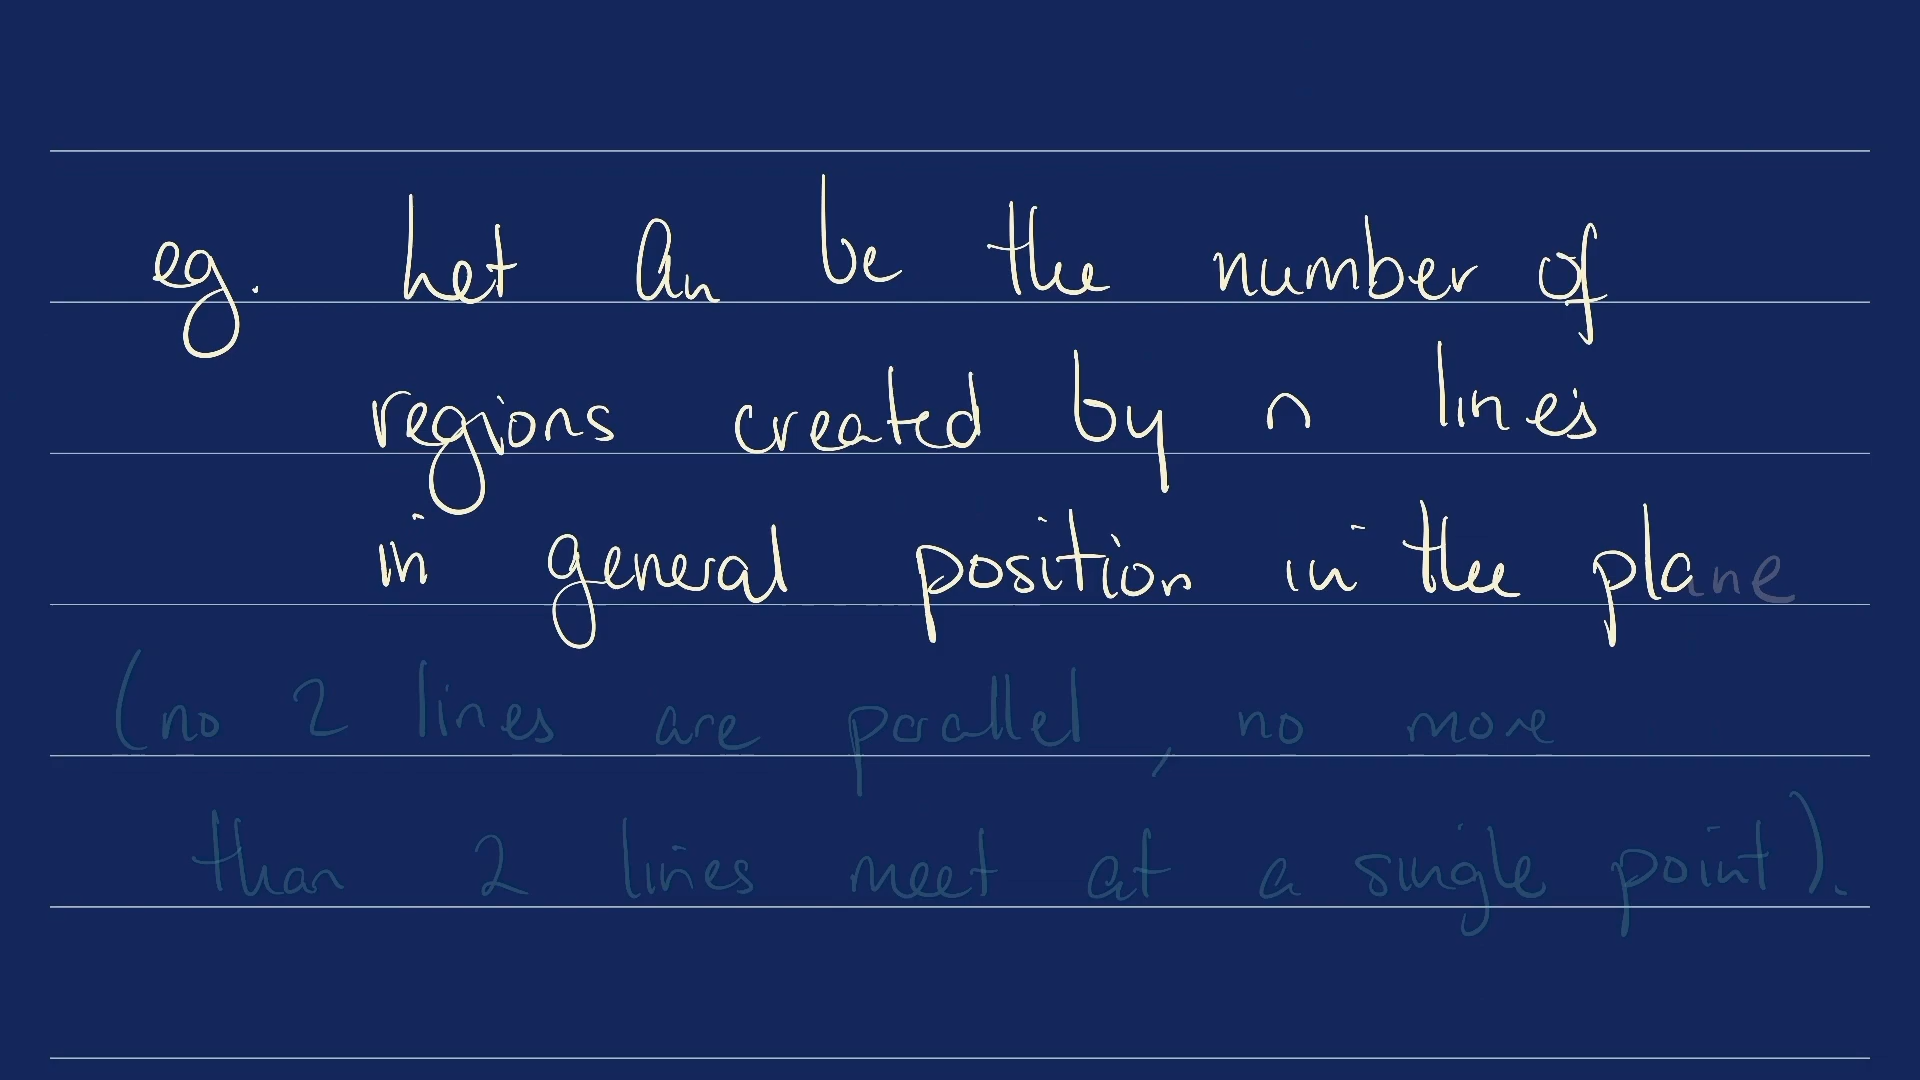 eg. Let an be the number of
regions created by n lines
in general position in the plane
(no 2 lines are parallel, no more
than 2 lines meet at a single point).